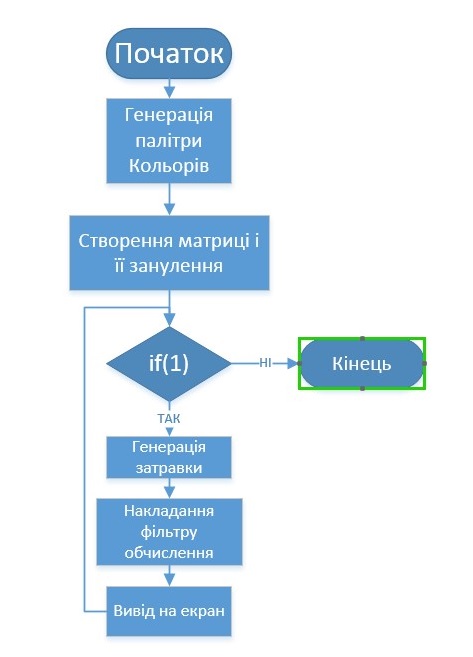 Початок
Генерація
палітри
Кольорів
Створення матриці і
її занулення
if(1)
НІ
Кінець
ТАК
Генерація
затравки
Накладання
фільтру
обчислення
Вивід на екран